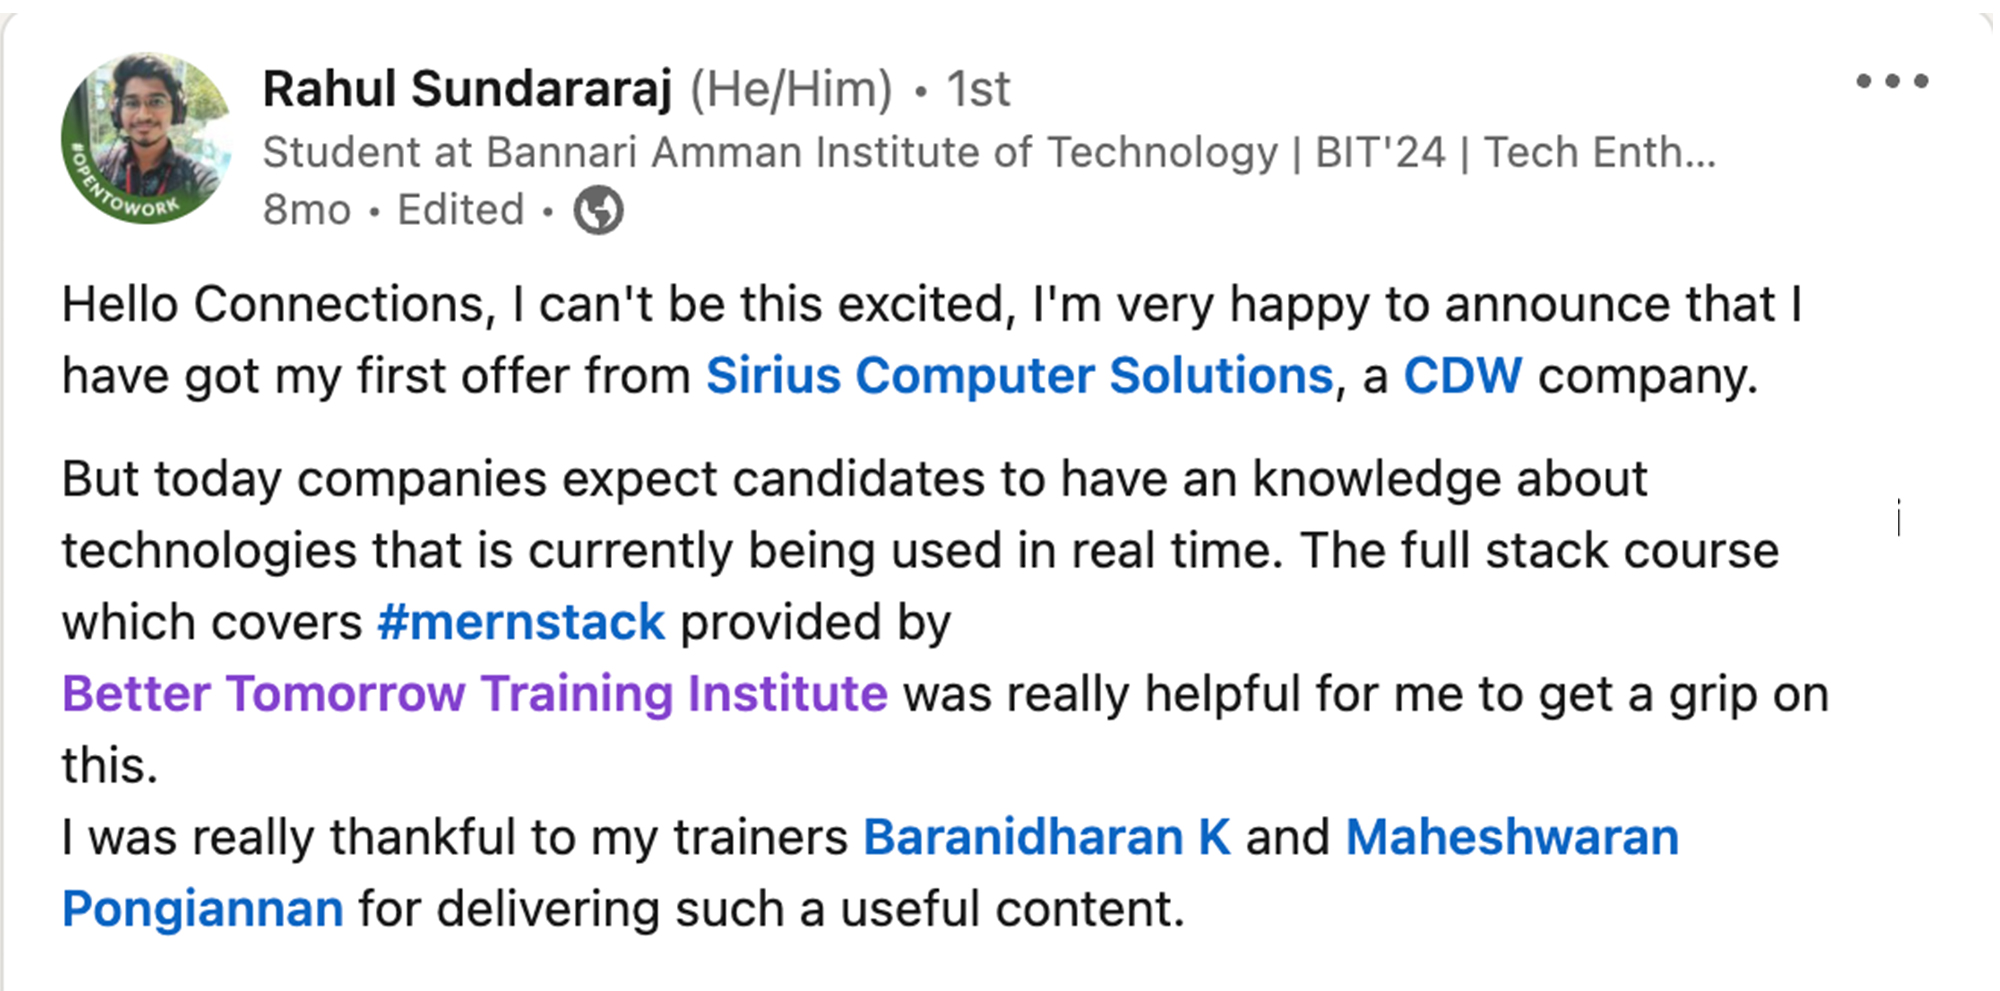 Rahul Sundararaj (He/Him) • 1st
Student at Bannari Amman Institute of Technology | BIT'24 | Tech Enth...
8mo • Edited •
#OPENTOWORK
Hello Connections, I can't be this excited, I'm very happy to announce that I
have got my first offer from Sirius Computer Solutions, a CDW company.
But today companies expect candidates to have an knowledge about
technologies that is currently being used in real time. The full stack course
which covers #mernstack provided by
Better Tomorrow Training Institute was really helpful for me to get a grip on
this.
I was really thankful to my trainers Baranidharan K and Maheshwaran
Pongiannan for delivering such a useful content.